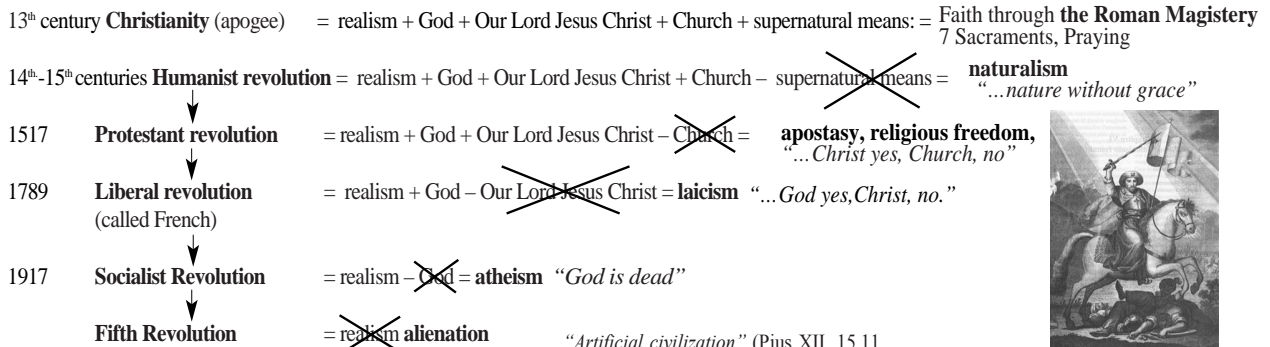 13th century Christianity (apogee) = realism + God + Our Lord Jesus Christ + Church + supernatural means: = Faith through the Roman Magistery
7 Sacraments, Praying
14th.-15th centuries Humanist revolution = realism + God + Our Lord Jesus Christ + Church – supernatural means = naturalism
“...nature without grace”
1517 Protestant revolution = realism + God + Our Lord Jesus Christ – Church = apostasy, religious freedom,
“...Christ yes, Church, no”
1789 Liberal revolution = realism + God – Our Lord Jesus Christ = laicism “...God yes,Christ, no.”
(called French)
1917 Socialist Revolution = realism – God = atheism “God is dead”
Fifth Revolution = realism alienation “Artificial civilization” (Pius XII, 15.11